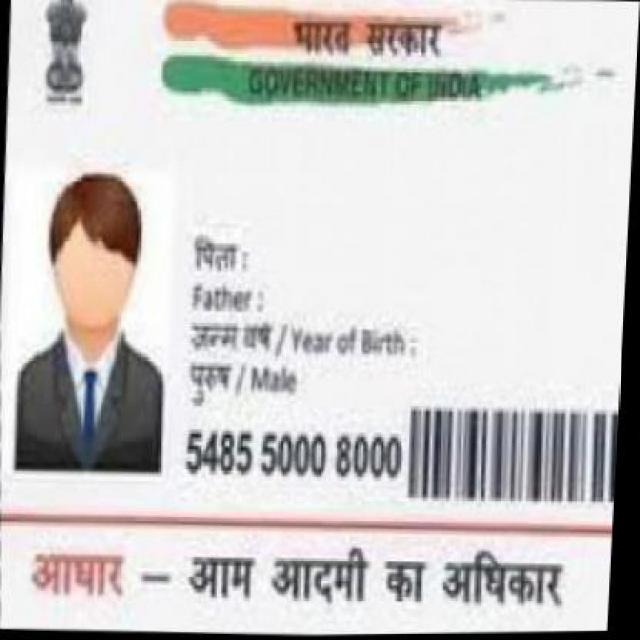 भारत सरकार
GOVERNMENT OF INDIA
पिता :
Father :
जन्म वर्ष / Year of Birth :
पुरुष / Male
5485 5000 8000
आधार – आम आदमी का अधिकार